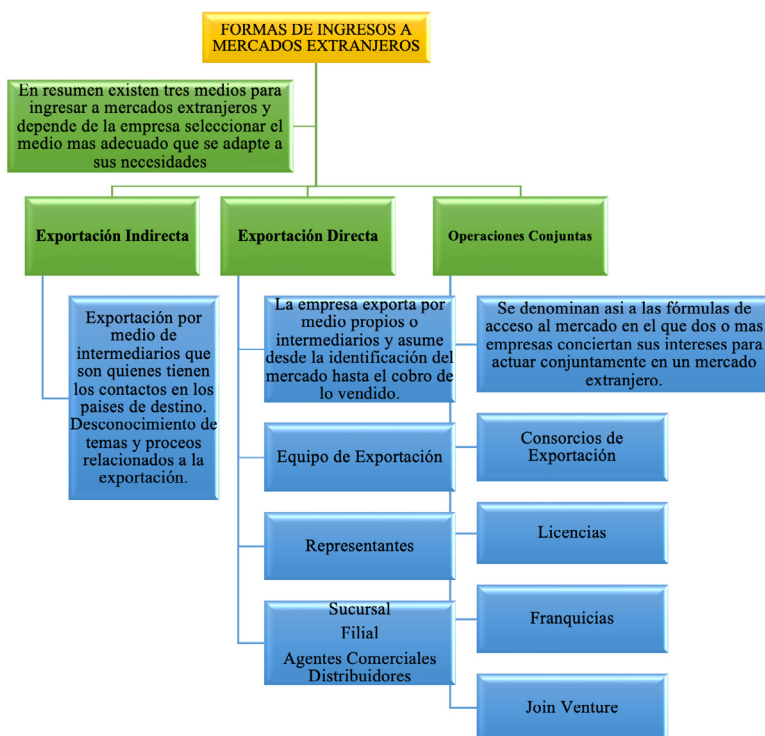 FORMAS DE INGRESOS A
MERCADOS EXTRANJEROS
En resumen existen tres medios para
ingresar a mercados extranjeros y
depende de la empresa seleccionar el
medio mas adecuado que se adapte a
sus necesidades
Exportación Indirecta
Exportación por
medio de
intermediarios que
son quienes tienen
los contactos en los
paises de destino.
Desconocimiento de
temas y proceos
relacionados a la
exportación.
Exportación Directa
La empresa exporta por
medio propios o
intermediarios y asume
desde la identificación del
mercado hasta el cobro de
lo vendido.
Equipo de Exportación
Representantes
Sucursal
Filial
Agentes Comerciales
Distribuidores
Operaciones Conjuntas
Se denominan asi a las fórmulas de
acceso al mercado en el que dos o mas
empresas conciertan sus intereses para
actuar conjuntamente en un mercado
extranjero.
Consorcios de
Exportación
Licencias
Franquicias
Join Venture